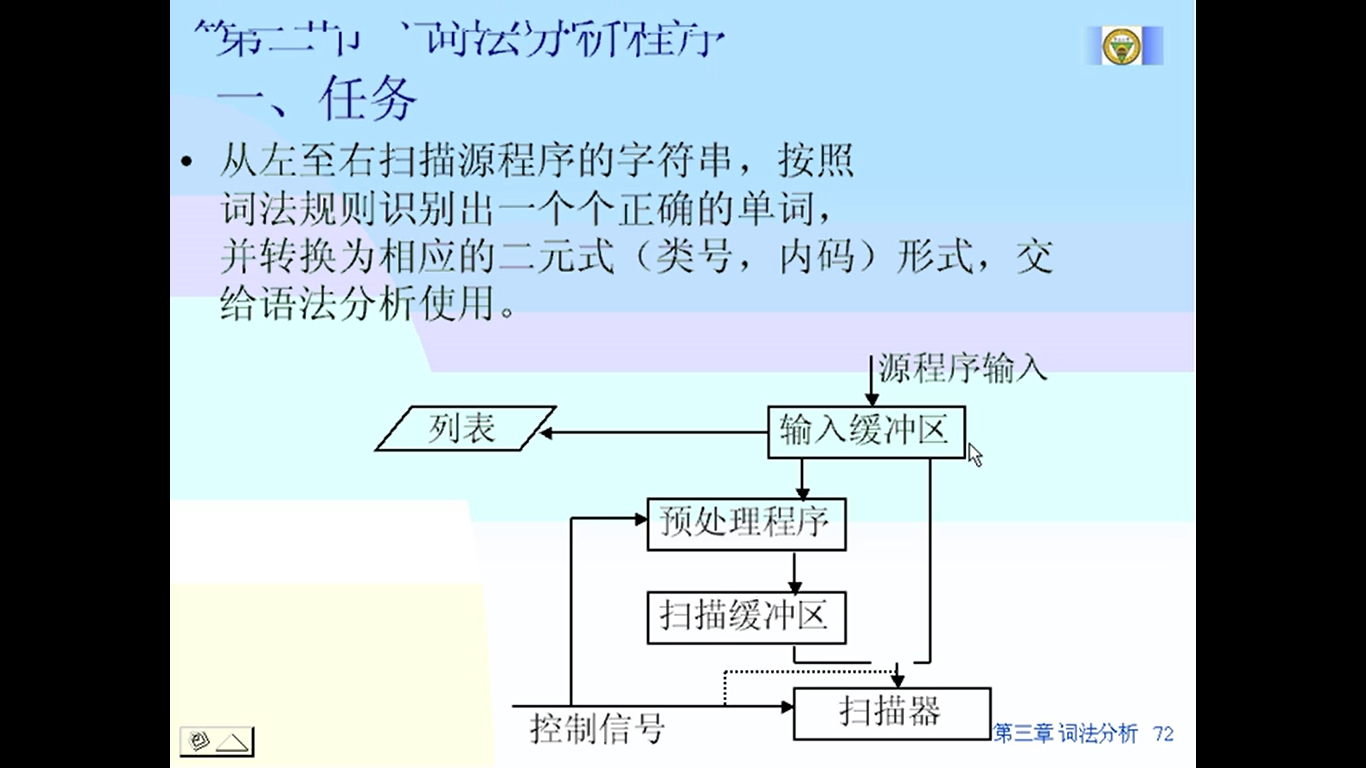 词法分析程序
一、任务
• 从左至右扫描源程序的字符串，按照
词法规则识别出一个个正确的单词，
并转换为相应的二元式（类号，内码）形式，交
给语法分析使用。
源程序输入
列表
输入缓冲区
预处理程序
扫描缓冲区
扫描器
控制信号
第三章 词法分析 72